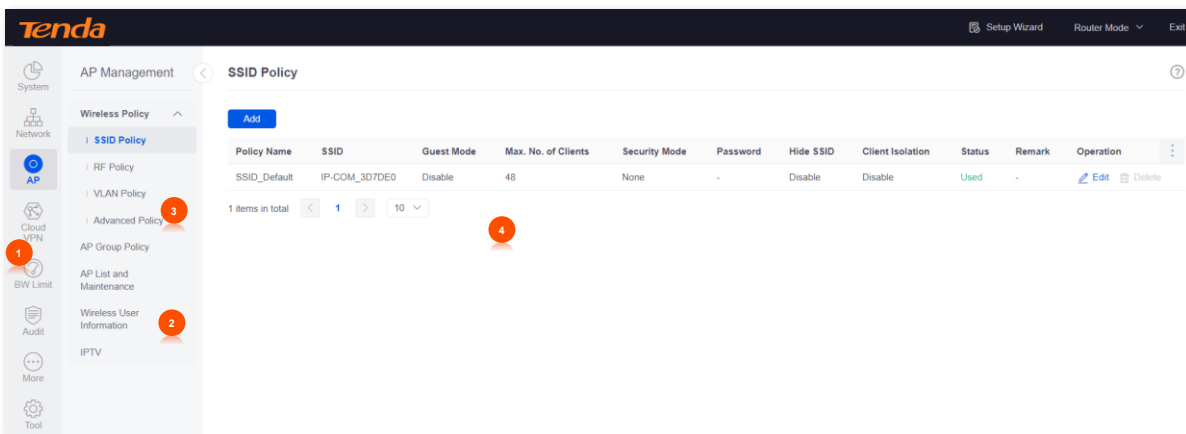 Tenda
Setup Wizard
Router Mode
Exit
System
Network
AP
Cloud
VPN
1
BW Limit
Audit
More
Tool
AP Management
Wireless Policy
SSID Policy
RF Policy
VLAN Policy
Advanced Policy
3
AP Group Policy
AP List and
Maintenance
Wireless User
Information
2
IPTV
SSID Policy
?
Add
Policy Name SSID Guest Mode Max. No. of Clients Security Mode Password Hide SSID Client Isolation Status Remark Operation
SSID_Default IP-COM_3D7DE0 Disable 48 None - Disable Disable Used - Edit Delete
1 items in total < 1 > 10
4